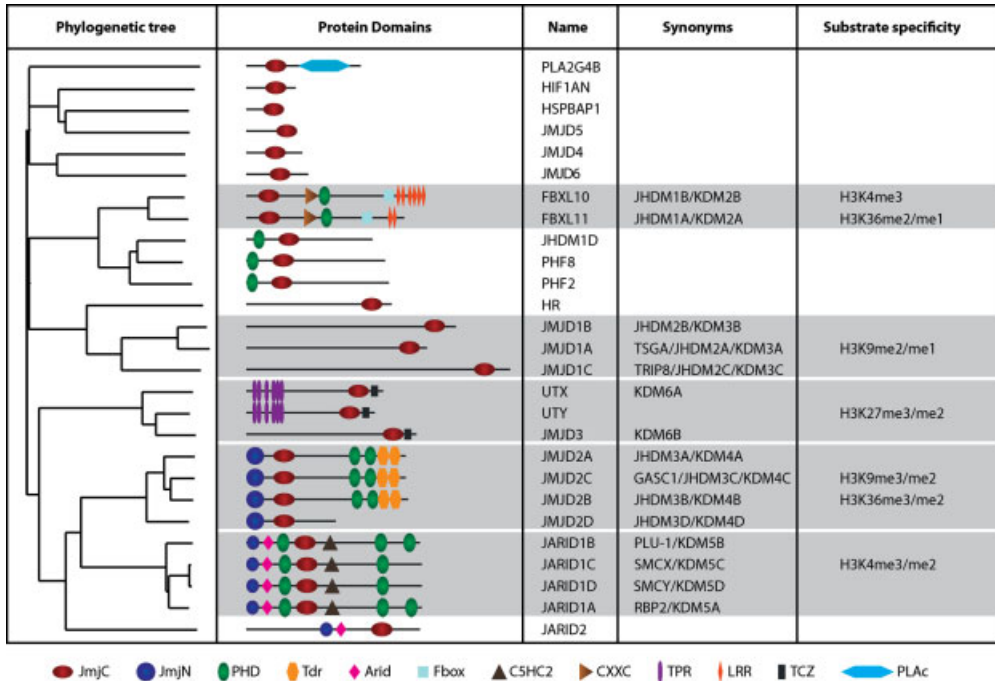 Phylogenetic tree Protein Domains Name Synonyms Substrate specificity
PLA2G4B
HIF1AN
HSPBAP1
JMJD5
JMJD4
JMJD6
FBXL10 JHDM1B/KDM2B H3K4me3
FBXL11 JHDM1A/KDM2A H3K36me2/me1
JHDM1D
PHF8
PHF2
HR
JMJD1B JHDM2B/KDM3B
JMJD1A TSGA/JHDM2A/KDM3A H3K9me2/me1
JMJD1C TRIP8/JHDM2C/KDM3C
UTX KDM6A
UTY H3K27me3/me2
JMJD3 KDM6B
JMJD2A JHDM3A/KDM4A
JMJD2C GASC1/JHDM3C/KDM4C H3K9me3/me2
JMJD2B JHDM3B/KDM4B H3K36me3/me2
JMJD2D JHDM3D/KDM4D
JARID1B PLU-1/KDM5B
JARID1C SMCX/KDM5C H3K4me3/me2
JARID1D SMCY/KDM5D
JARID1A RBP2/KDM5A
JARID2
JmjC JmjN PHD Tdr Arid Fbox C5HC2 CXXC TPR LRR TCZ PLAc